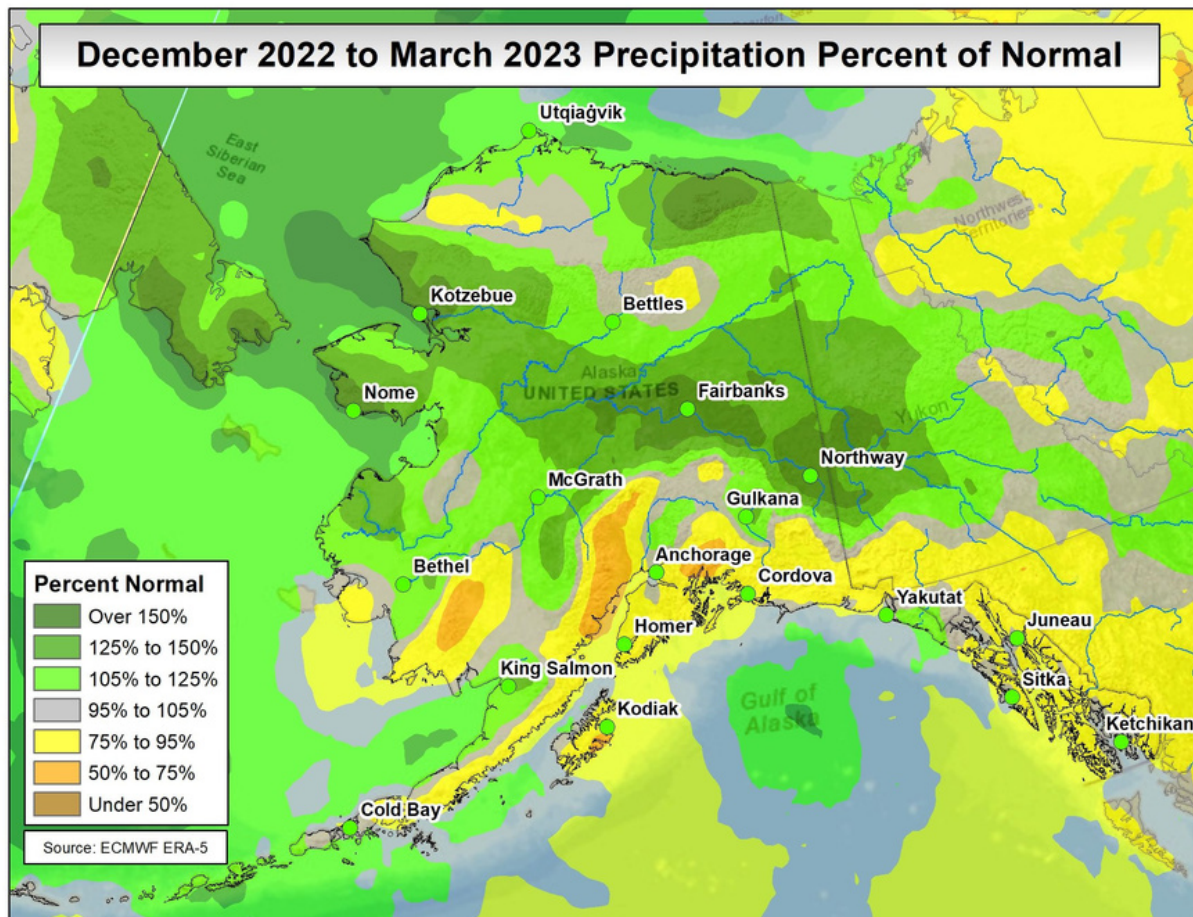 Beaufort Sea
December 2022 to March 2023 Precipitation Percent of Normal
Utqiaġvik
East
Siberian
Sea
Northwest
Territories
Kotzebue
Bettles
Alaska
UNITED STATES
Nome
Fairbanks
Yukon
Northway
McGrath
Gulkana
Anchorage
Bethel
Cordova
Yakutat
Juneau
Homer
King Salmon
Sitka
Gulf of
Alaska
Kodiak
Ketchikan
Cold Bay
Percent Normal
Over 150%
125% to 150%
105% to 125%
95% to 105%
75% to 95%
50% to 75%
Under 50%
Source: ECMWF ERA-5